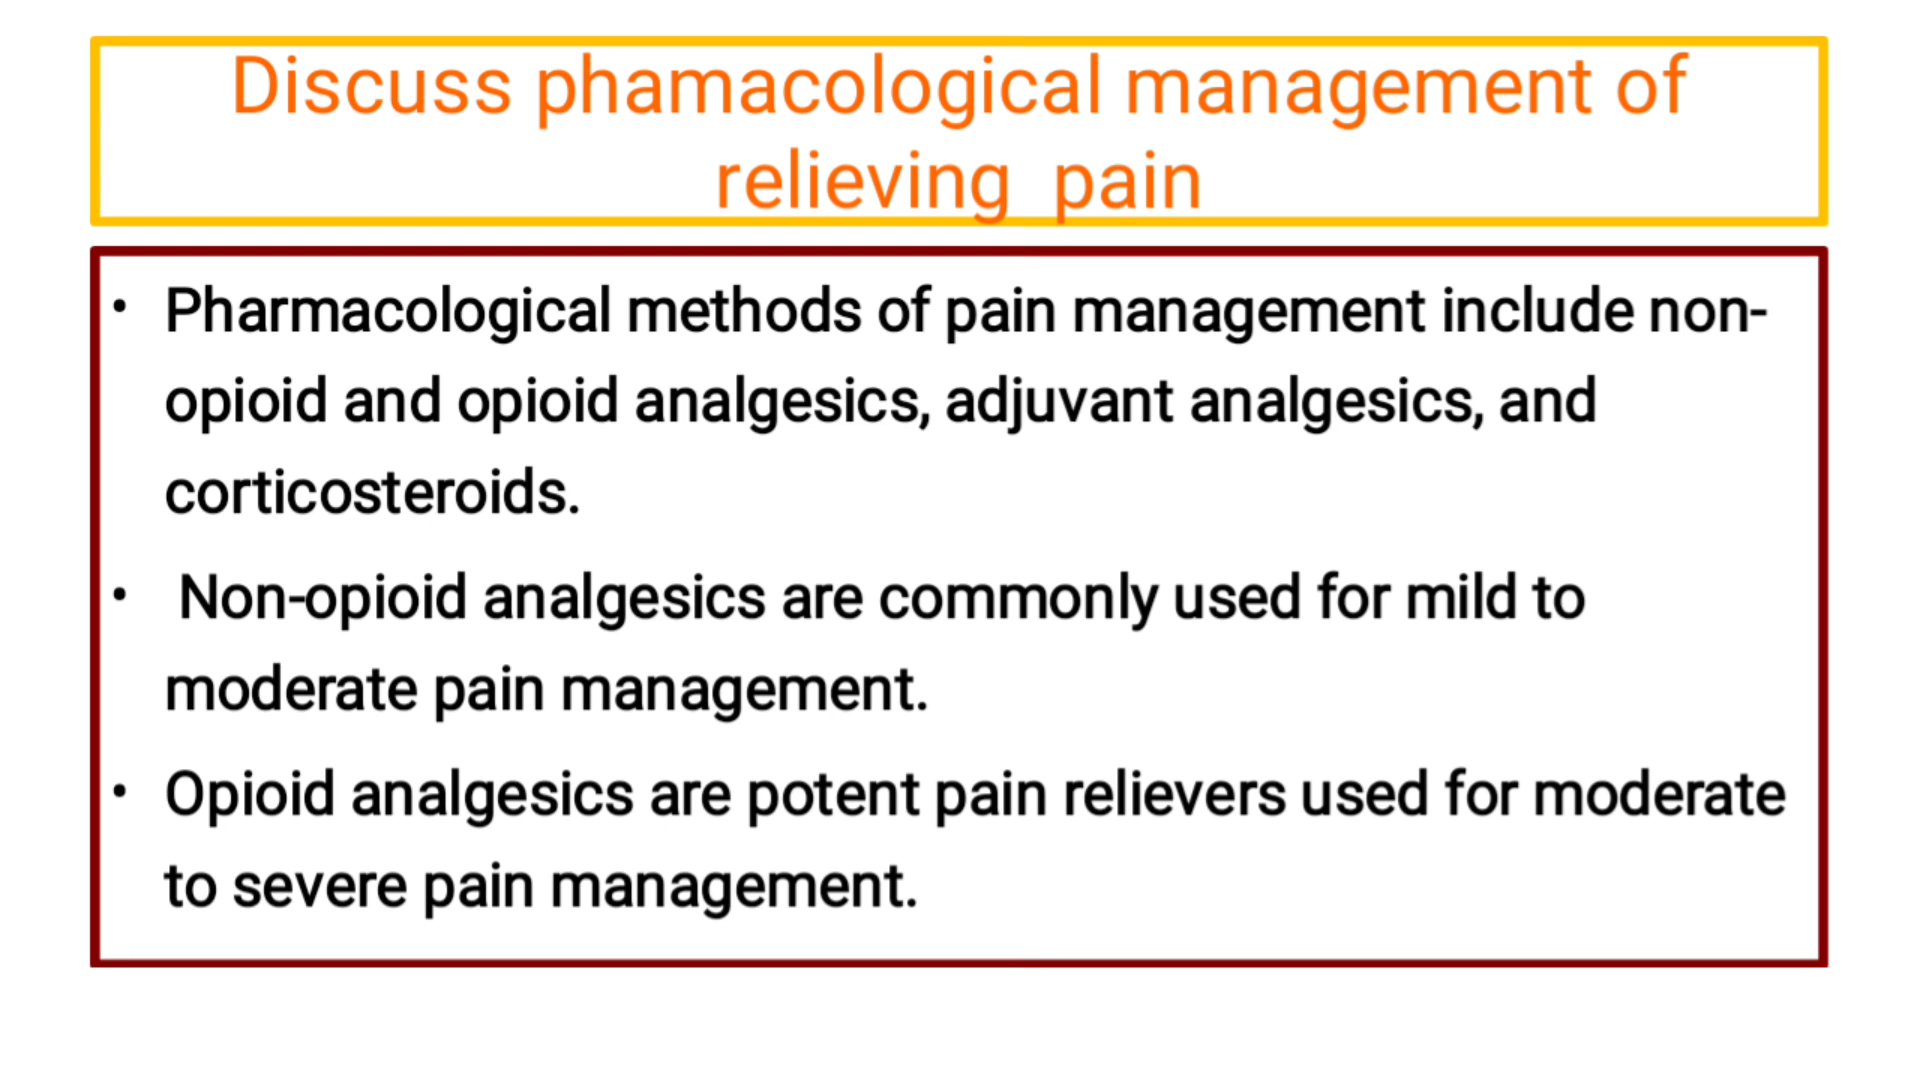 Discuss phamacological management of
relieving  pain
• Pharmacological methods of pain management include non-
opioid and opioid analgesics, adjuvant analgesics, and
corticosteroids.
•  Non-opioid analgesics are commonly used for mild to
moderate pain management.
• Opioid analgesics are potent pain relievers used for moderate
to severe pain management.